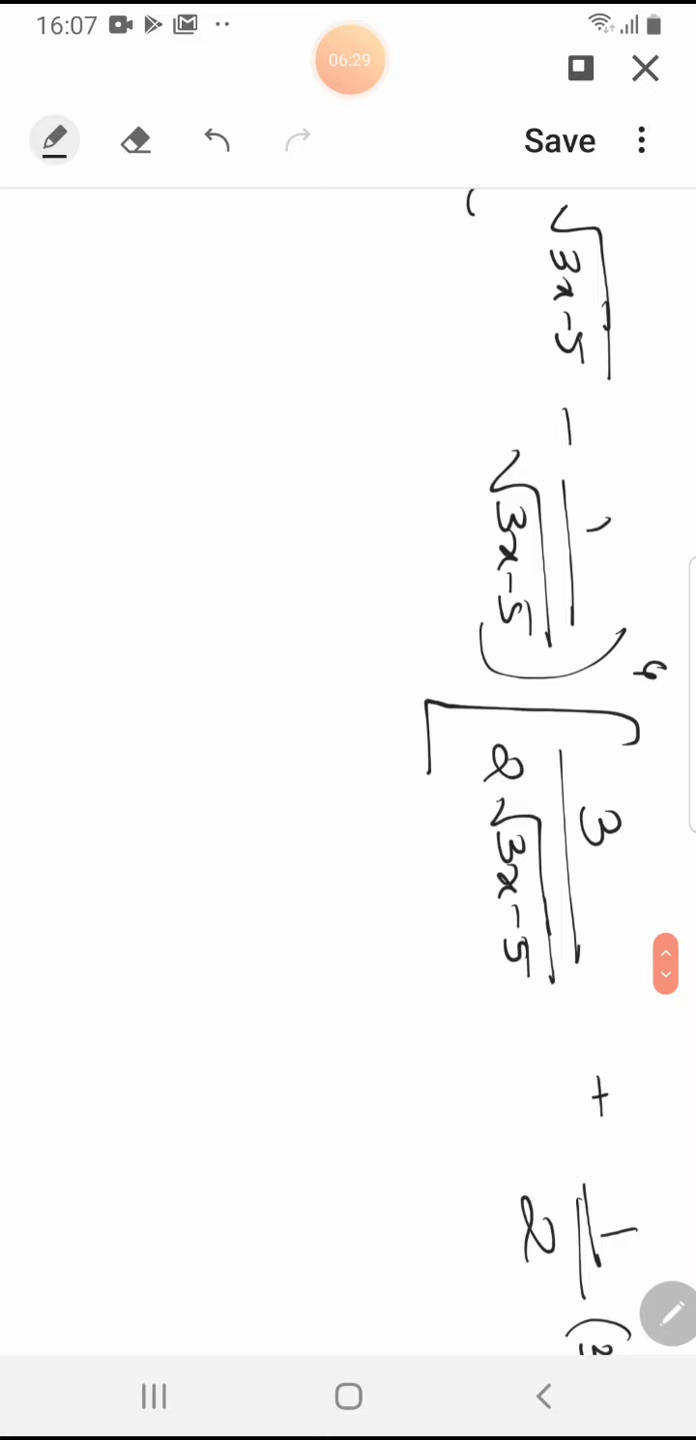 16:07
06:29
Save
( √3x-5 - 1/√3x-5 )⁴ [ 3/2√3x-5 + 1/2 (